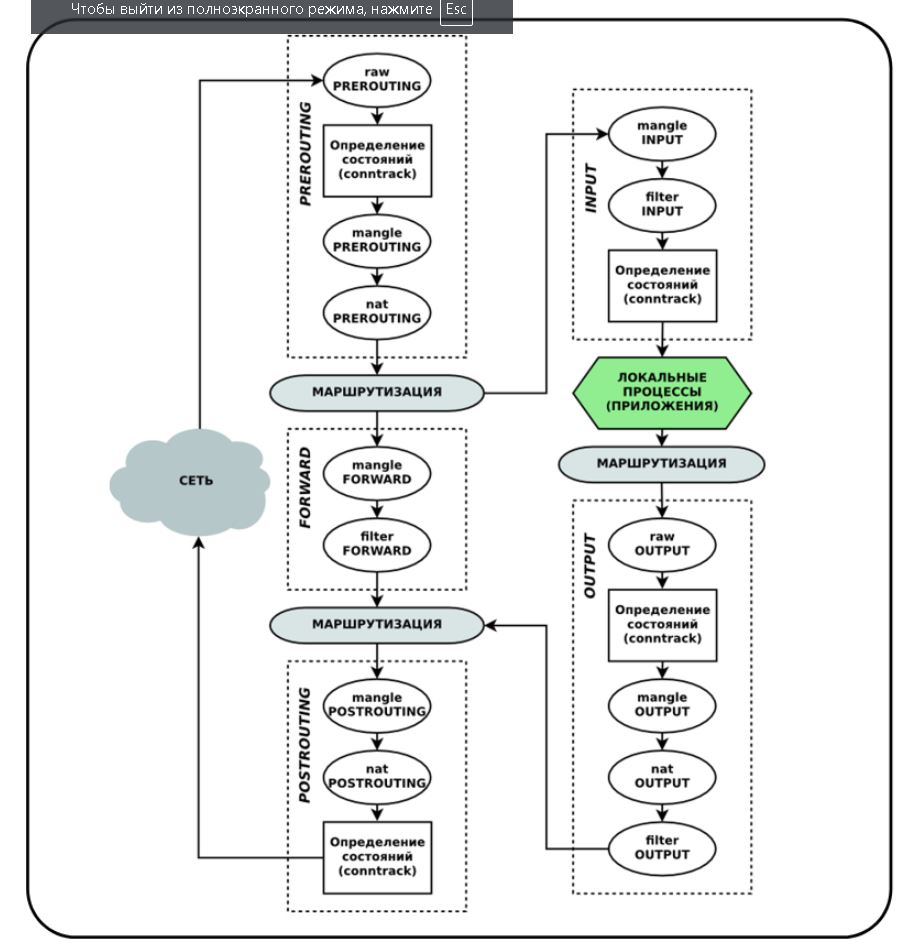 Чтобы выйти из полноэкранного режима, нажмите Esc
raw
PREROUTING
Определение
состояний
(conntrack)
mangle
PREROUTING
nat
PREROUTING
PREROUTING
МАРШРУТИЗАЦИЯ
mangle
INPUT
filter
INPUT
Определение
состояний
(conntrack)
INPUT
ЛОКАЛЬНЫЕ
ПРОЦЕССЫ
(ПРИЛОЖЕНИЯ)
МАРШРУТИЗАЦИЯ
СЕТЬ
mangle
FORWARD
filter
FORWARD
FORWARD
МАРШРУТИЗАЦИЯ
raw
OUTPUT
Определение
состояний
(conntrack)
mangle
OUTPUT
nat
OUTPUT
filter
OUTPUT
OUTPUT
mangle
POSTROUTING
nat
POSTROUTING
Определение
состояний
(conntrack)
POSTROUTING